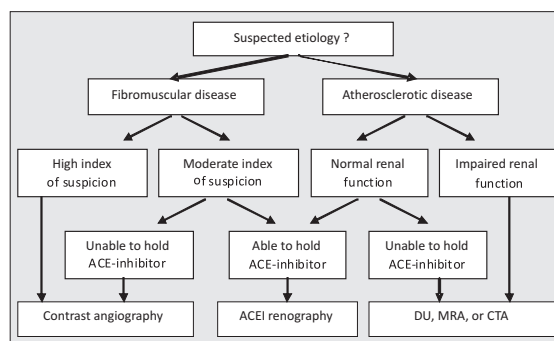 Suspected etiology ?
Fibromuscular disease
Atherosclerotic disease
High index
of suspicion
Moderate index
of suspicion
Normal renal
function
Impaired renal
function
Unable to hold
ACE-inhibitor
Able to hold
ACE-inhibitor
Unable to hold
ACE-inhibitor
Contrast angiography
ACEI renography
DU, MRA, or CTA